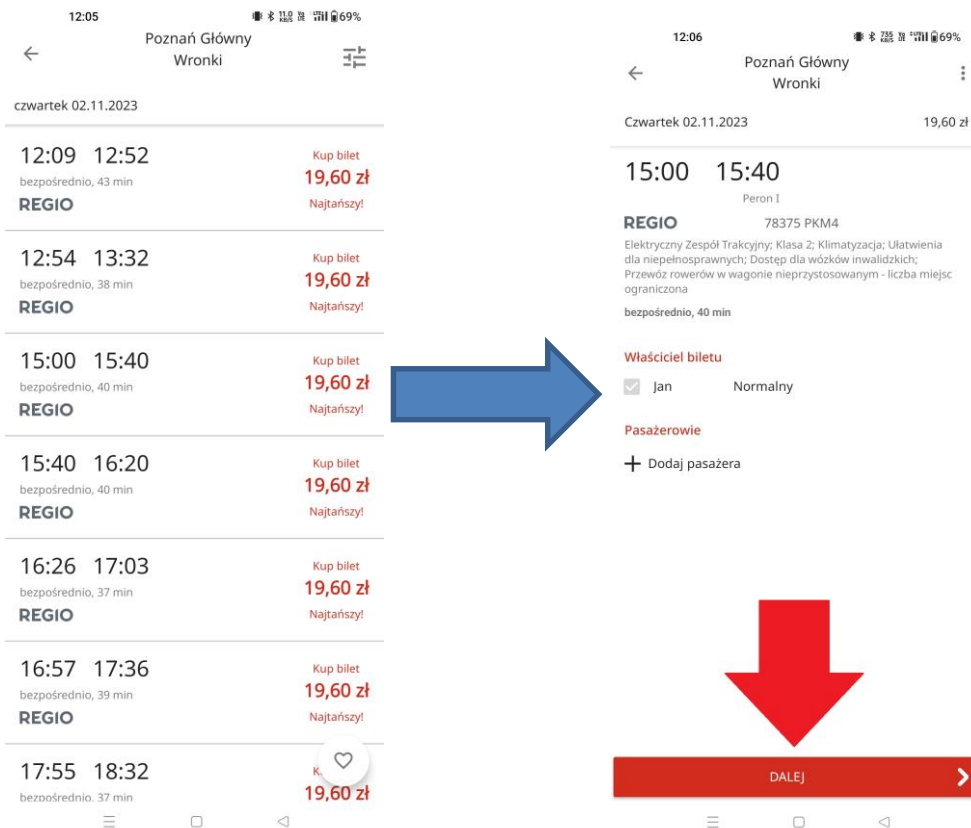 12:05
11.0 KB/S 69%
Poznań Główny
Wronki
czwartek 02.11.2023
12:09 12:52
Kup bilet
bezpośrednio, 43 min
19,60 zł
REGIO
Najtańszy!
12:54 13:32
Kup bilet
bezpośrednio, 38 min
19,60 zł
REGIO
Najtańszy!
15:00 15:40
Kup bilet
bezpośrednio, 40 min
19,60 zł
REGIO
Najtańszy!
15:40 16:20
Kup bilet
bezpośrednio, 40 min
19,60 zł
REGIO
Najtańszy!
16:26 17:03
Kup bilet
bezpośrednio, 37 min
19,60 zł
REGIO
Najtańszy!
16:57 17:36
Kup bilet
bezpośrednio, 39 min
19,60 zł
REGIO
Najtańszy!
17:55 18:32
K
bezpośrednio, 37 min
19,60 zł
12:06
69%
Poznań Główny
Wronki
Czwartek 02.11.2023 19,60 zł
15:00 15:40
Peron I
REGIO 78375 PKM4
Elektryczny Zespół Trakcyjny; Klasa 2; Klimatyzacja; Ułatwienia
dla niepełnosprawnych; Dostęp dla wózków inwalidzkich;
Przewóz rowerów w wagonie nieprzystosowanym - liczba miejsc
ograniczona
bezpośrednio, 40 min
Właściciel biletu
Jan Normalny
Pasażerowie
Dodaj pasażera
DALEJ